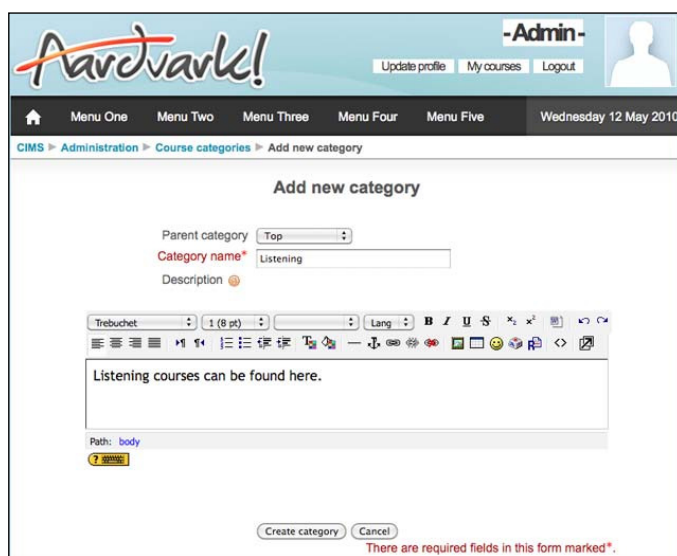 Aardvark!
-Admin-
Update profile My courses Logout
Menu One Menu Two Menu Three Menu Four Menu Five Wednesday 12 May 2010
CIMS ► Administration ► Course categories ► Add new category
Add new category
Parent category Top
Category name* Listening
Description
Trebuchet 1 (8 pt) Lang B I U S x₂ x²
Listening courses can be found here.
Path: body
?
Create category Cancel
There are required fields in this form marked*.